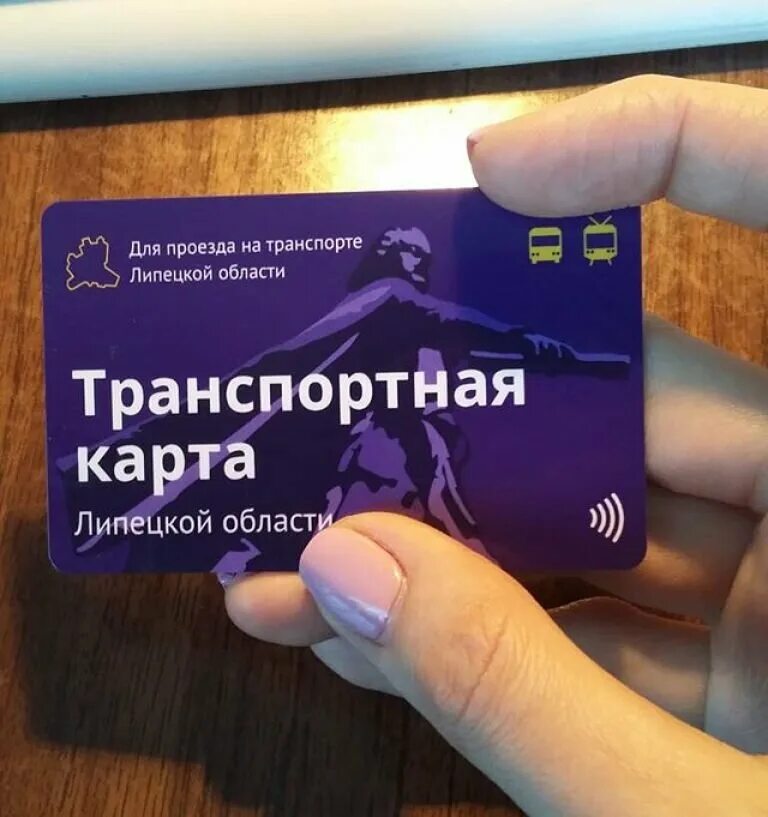 Для проезда на транспорте
Липецкой области
Транспортная
карта
Липецкой области